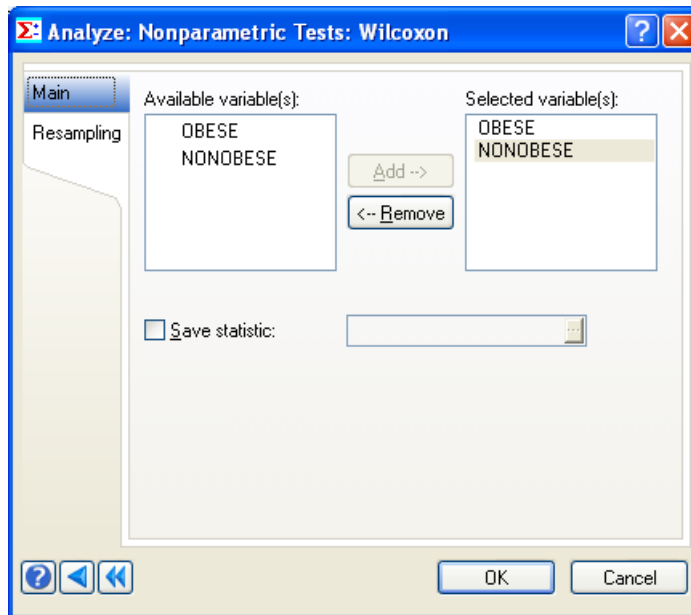 Analyze: Nonparametric Tests: Wilcoxon
Main
Resampling
Available variable(s):
OBESE
NONOBESE
Add -->
<-- Remove
Selected variable(s):
OBESE
NONOBESE
Save statistic:
...
OK
Cancel